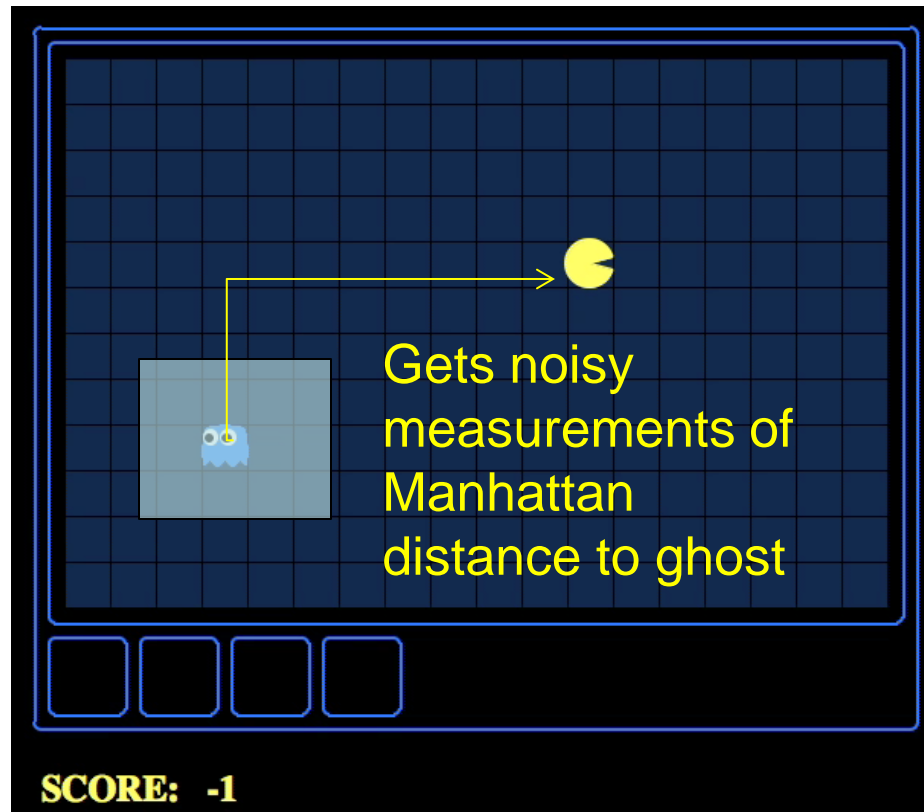 Gets noisy
measurements of
Manhattan
distance to ghost
SCORE: -1